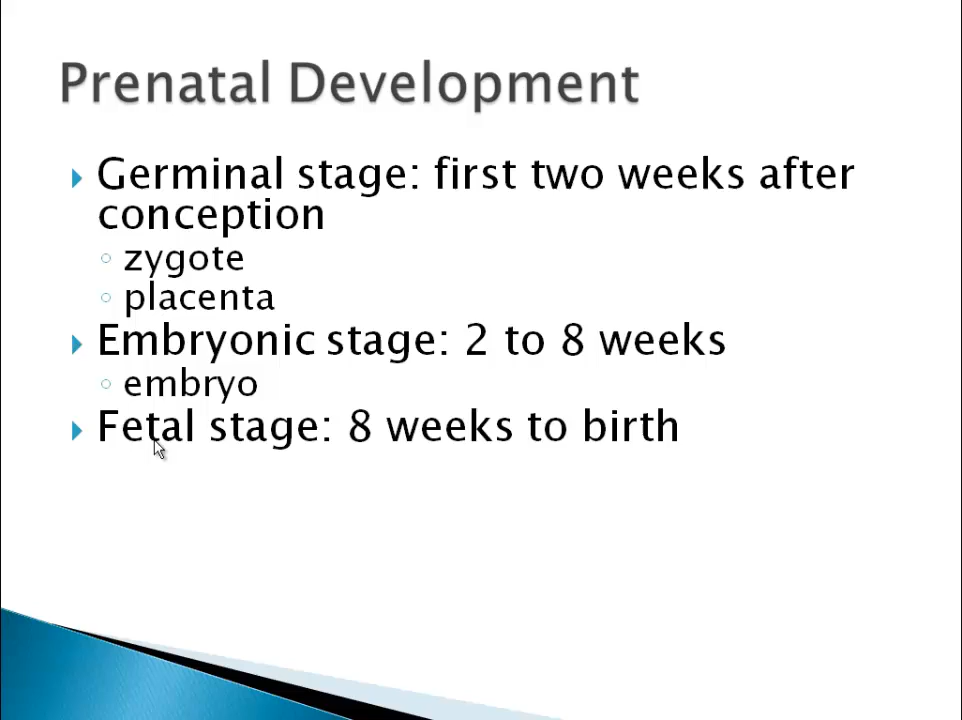 Prenatal Development
Germinal stage: first two weeks after
conception
zygote
placenta
Embryonic stage: 2 to 8 weeks
embryo
Fetal stage: 8 weeks to birth